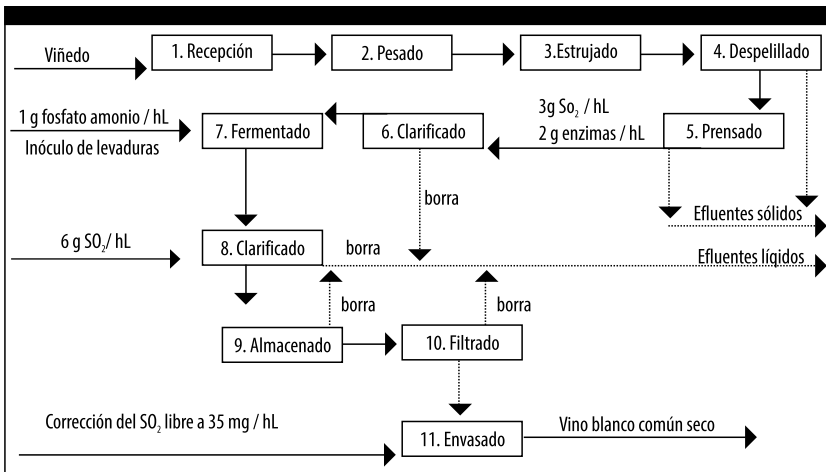 Viñedo
1. Recepción
2. Pesado
3.Estrujado
4. Despelillado
1 g fosfato amonio / hL
Inóculo de levaduras
7. Fermentado
6. Clarificado
3g So₂ / hL
2 g enzimas / hL
5. Prensado
borra
Efluentes sólidos
6 g SO₂/ hL
8. Clarificado
borra
Efluentes líqidos
borra
borra
9. Almacenado
10. Filtrado
Corrección del SO₂ libre a 35 mg / hL
11. Envasado
Vino blanco común seco